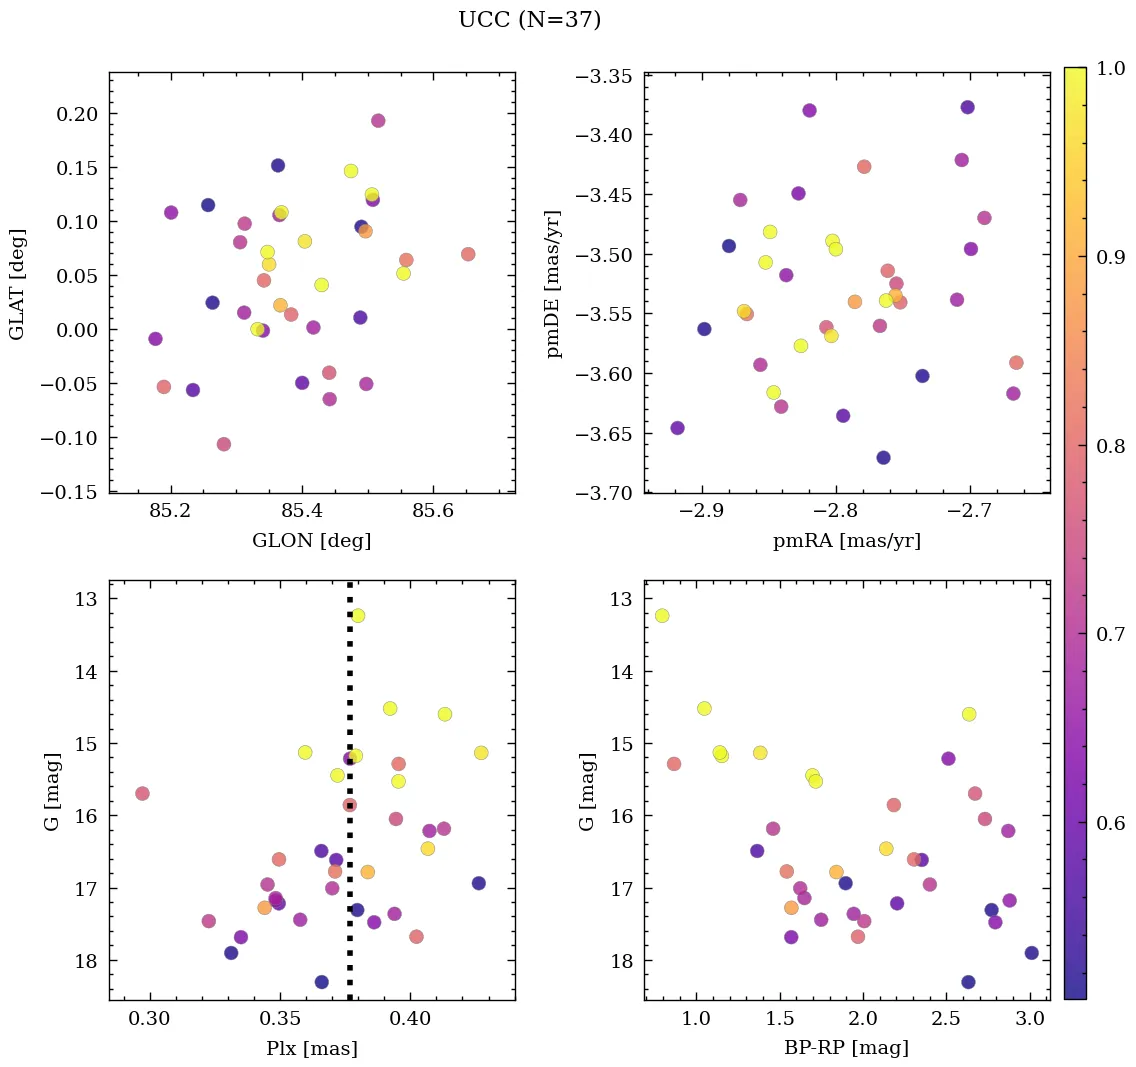 UCC (N=37)
0.20
0.15
0.10
0.05
0.00
−0.05
−0.10
−0.15
GLAT [deg]
85.2 85.4 85.6
GLON [deg]
−3.35
−3.40
−3.45
−3.50
−3.55
−3.60
−3.65
−3.70
pmDE [mas/yr]
−2.9 −2.8 −2.7
pmRA [mas/yr]
13
14
15
16
17
18
G [mag]
0.30 0.35 0.40
Plx [mas]
13
14
15
16
17
18
G [mag]
1.0 1.5 2.0 2.5 3.0
BP-RP [mag]
1.0
0.9
0.8
0.7
0.6